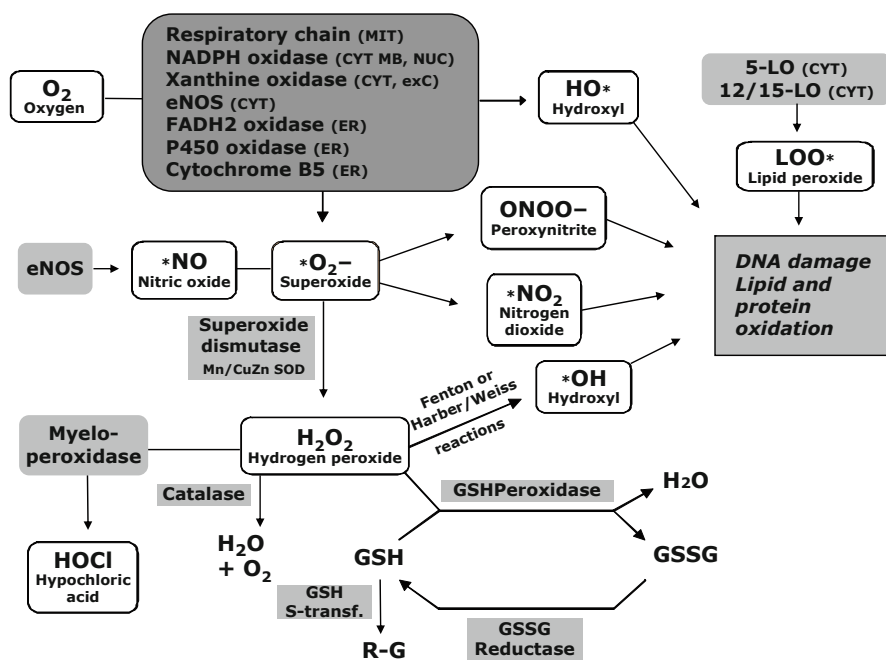 Respiratory chain (MIT)
NADPH oxidase (CYT MB, NUC)
Xanthine oxidase (CYT, exC)
eNOS (CYT)
FADH2 oxidase (ER)
P450 oxidase (ER)
Cytochrome B5 (ER)
O2
Oxygen
HO*
Hydroxyl
5-LO (CYT)
12/15-LO (CYT)
LOO*
Lipid peroxide
ONOO–
Peroxynitrite
eNOS
*NO
Nitric oxide
*O2–
Superoxide
*NO2
Nitrogen
dioxide
DNA damage
Lipid and
protein
oxidation
Superoxide
dismutase
Mn/CuZn SOD
*OH
Hydroxyl
Fenton or
Harber/Weiss
reactions
Myelo-
peroxidase
H2O2
Hydrogen peroxide
Catalase
GSHPeroxidase
H2O
HOCl
Hypochloric
acid
H2O
+ O2
GSH
GSSG
GSH
S-transf.
R-G
GSSG
Reductase